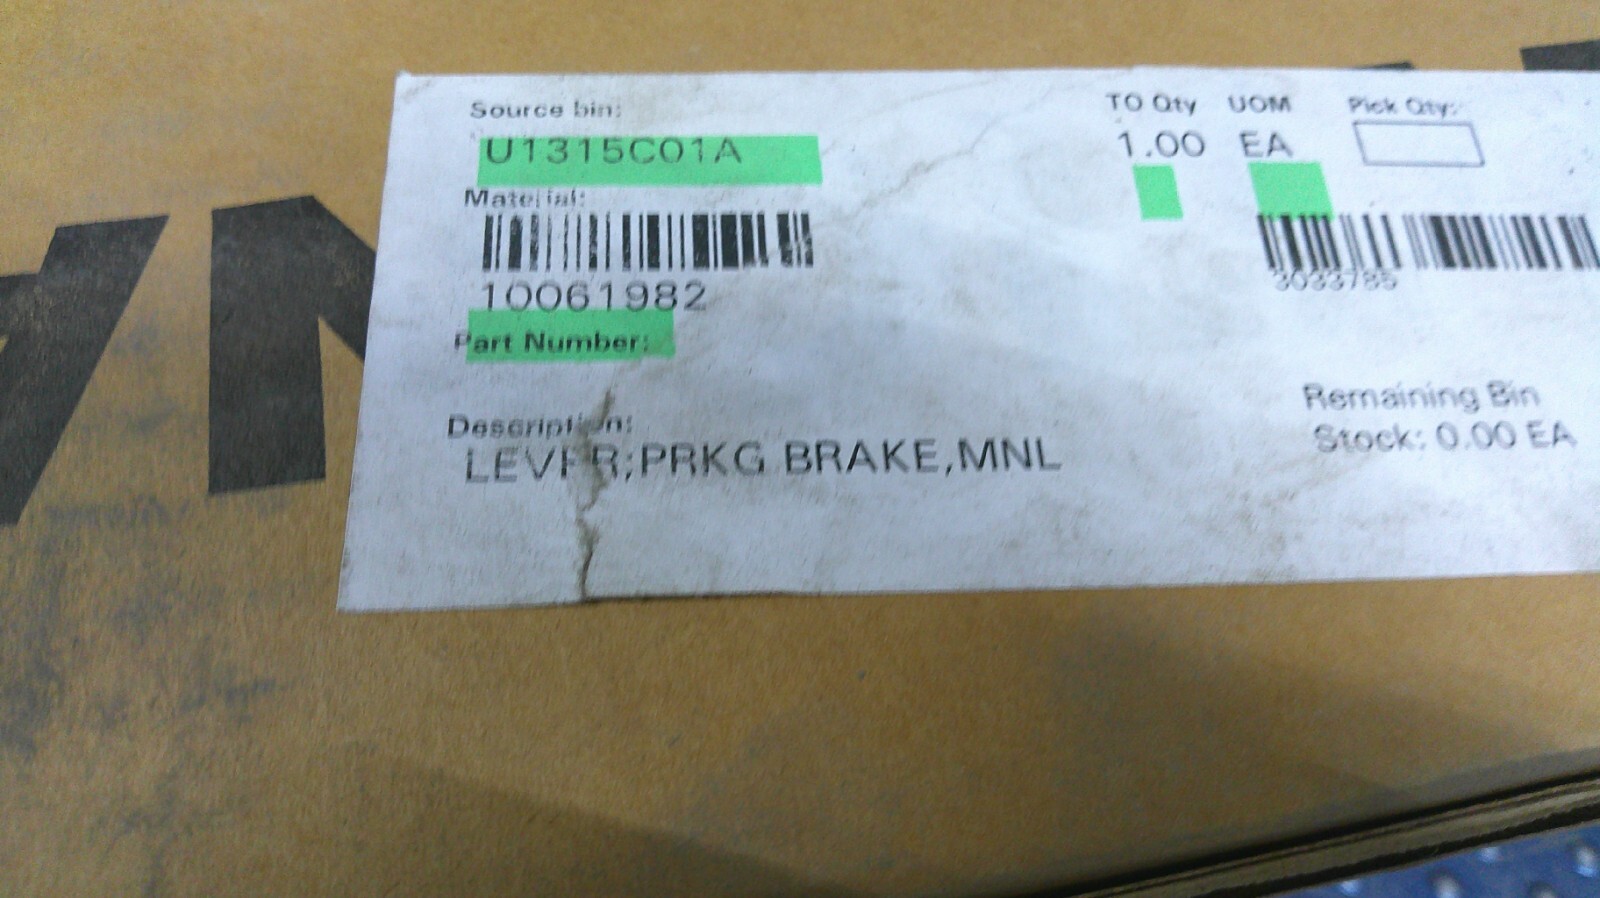 Source bin:
U1315C01A
TO Qty UOM Pick Qty:
1.00 EA
Material:
10061982
3033785
Part Number:
Description:
LEVER;PRKG BRAKE,MNL
Remaining Bin
Stock: 0.00 EA